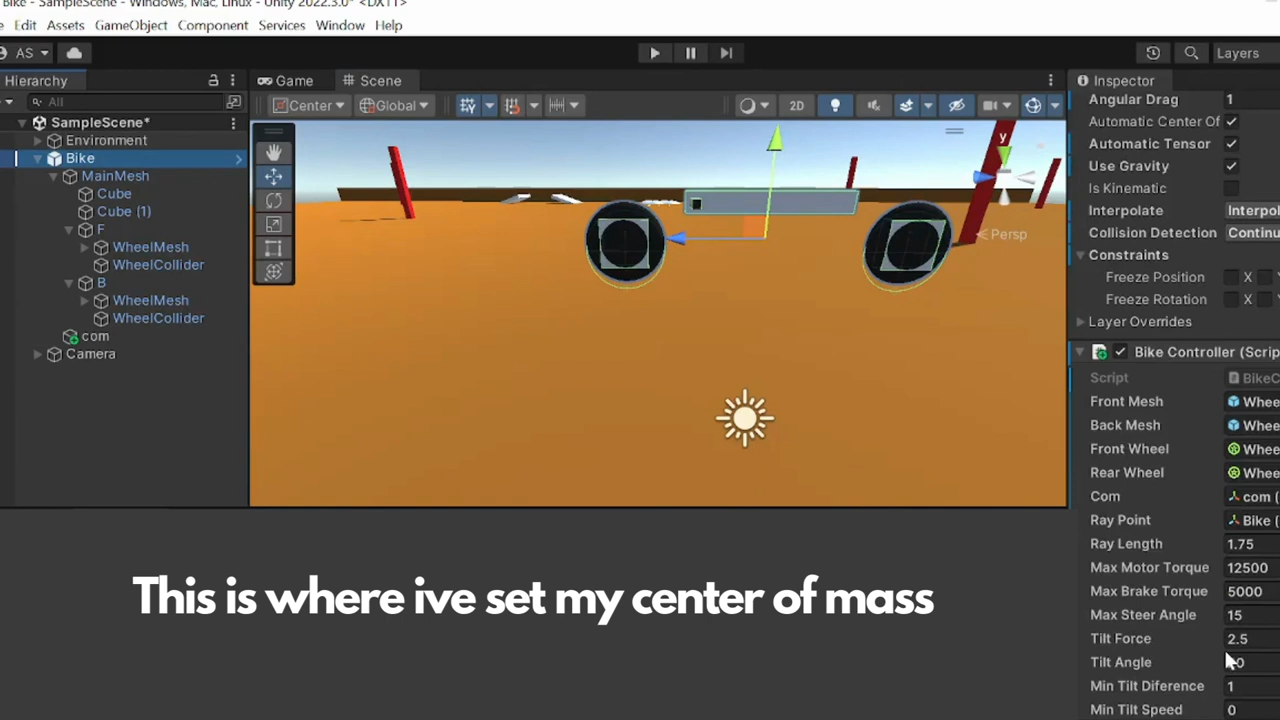 Bike - SampleScene - Windows, Mac, Linux - Unity 2022.3.0* <DX11>
Edit Assets GameObject Component Services Window Help
AS
Layers
Hierarchy
Game
Scene
Inspector
All
Center
Global
2D
Angular Drag 1
SampleScene*
Automatic Center Of
Environment
Automatic Tensor
Bike
Use Gravity
MainMesh
Is Kinematic
Cube
Interpolate Interpol
Cube (1)
Collision Detection Continu
F
y
Persp
Constraints
WheelMesh
Freeze Position X
WheelCollider
Freeze Rotation X
B
Layer Overrides
WheelMesh
WheelCollider
com
Bike Controller (Scrip
Camera
Script BikeC
Front Mesh Whee
Back Mesh Whee
Front Wheel Whee
Rear Wheel Whee
Com com (
Ray Point Bike (
Ray Length 1.75
Max Motor Torque 12500
Max Brake Torque 5000
Max Steer Angle 15
Tilt Force 2.5
Tilt Angle
Min Tilt Diference 1
Min Tilt Speed 0
This is where ive set my center of mass